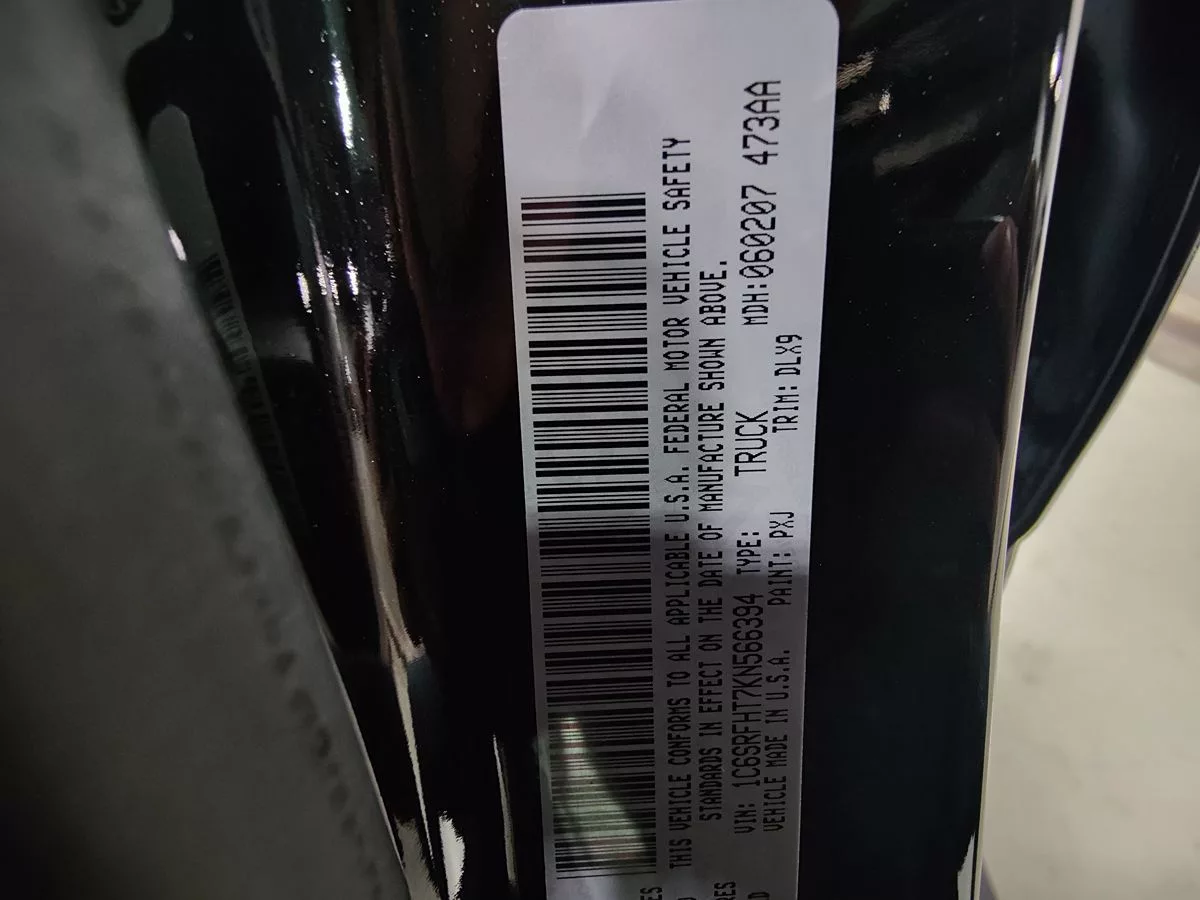 THIS VEHICLE CONFORMS TO ALL APPLICABLE U.S.A. FEDERAL MOTOR VEHICLE SAFETY
STANDARDS IN EFFECT ON THE DATE OF MANUFACTURE SHOWN ABOVE.
VIN: 1C6SRFHT7KN566394 TYPE: TRUCK MDH:060207 473AA
VEHICLE MADE IN U.S.A. PAINT: PXJ TRIM: DLX9